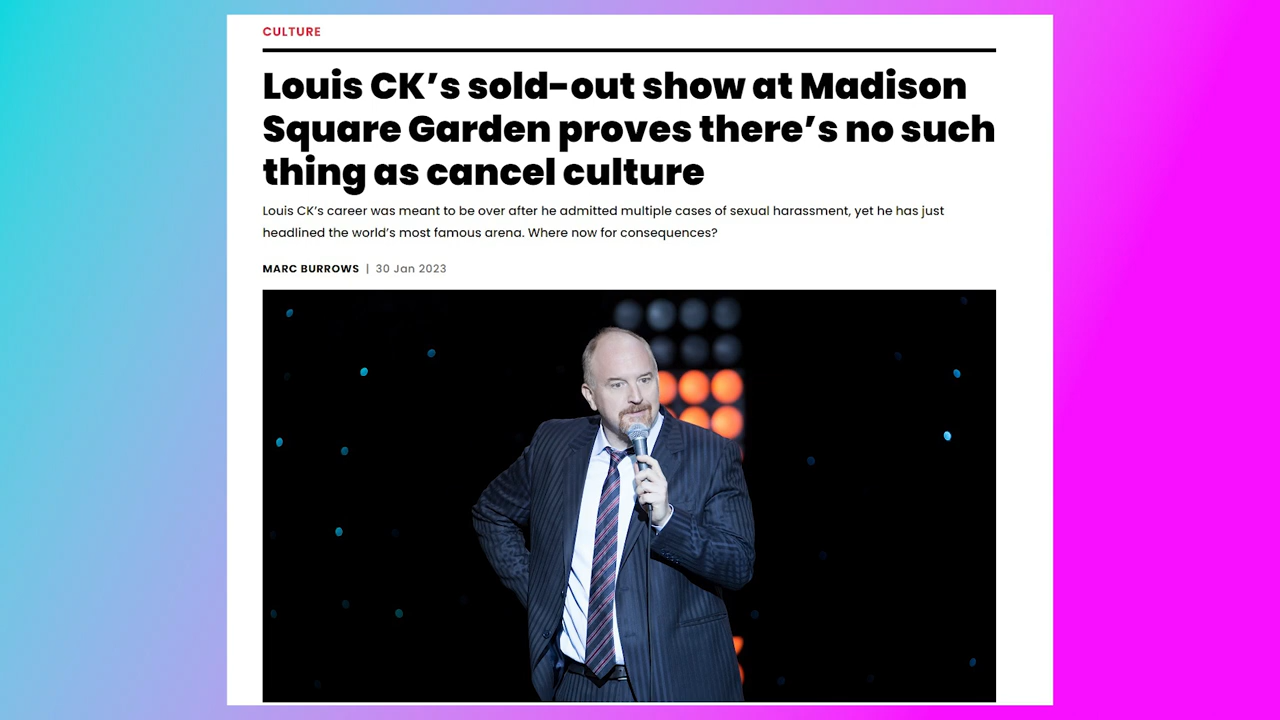 CULTURE
Louis CK’s sold-out show at Madison
Square Garden proves there’s no such
thing as cancel culture
Louis CK’s career was meant to be over after he admitted multiple cases of sexual harassment, yet he has just
headlined the world’s most famous arena. Where now for consequences?
MARC BURROWS | 30 Jan 2023